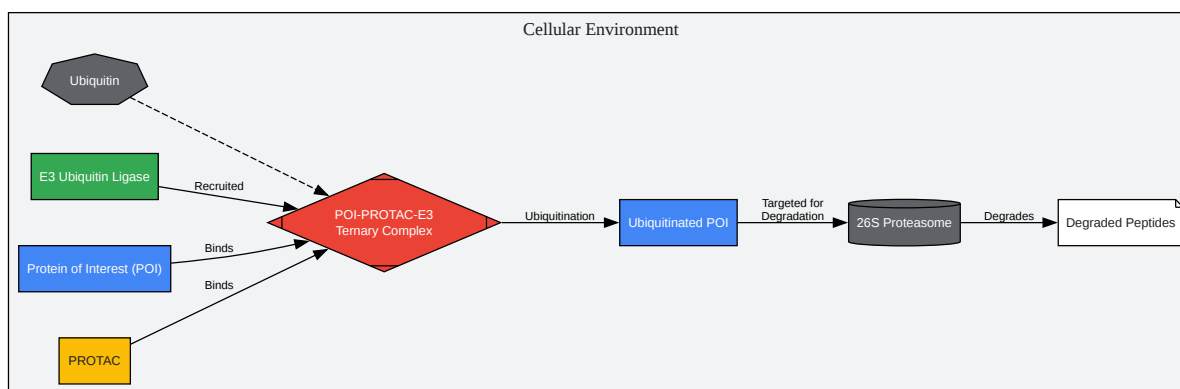 Cellular Environment
Ubiquitin
E3 Ubiquitin Ligase
Recruited
Protein of Interest (POI)
Binds
Binds
PROTAC
POI-PROTAC-E3
Ternary Complex
Ubiquitination
Ubiquitinated POI
Targeted for
Degradation
26S Proteasome
Degrades
Degraded Peptides